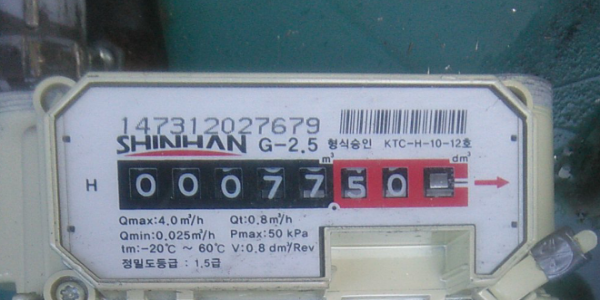 147312027679
SHINHAN G-2.5 형식승인 KTC-H-10-12호
m³ dm³
H 0 0 0 7 7 5 0
Qmax:4.0㎥/h Qt:0.8㎥/h
Qmin:0.025㎥/h Pmax:50 kPa
tm:-20℃ ~ 60℃ V:0.8 dm³/Rev
정밀도등급 : 1.5급